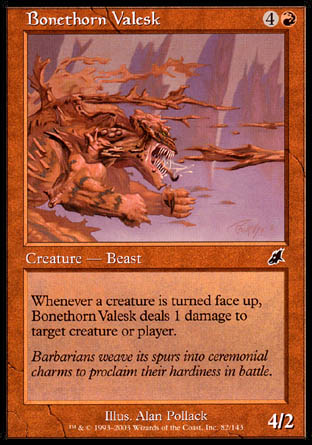 Bonethorn Valesk 4
Creature — Beast
Whenever a creature is turned face up,
Bonethorn Valesk deals 1 damage to
target creature or player.
Barbarians weave its spurs into ceremonial
charms to proclaim their hardiness in battle.
Illus. Alan Pollack
4/2
™ & © 1993–2003 Wizards of the Coast, Inc. 82/143